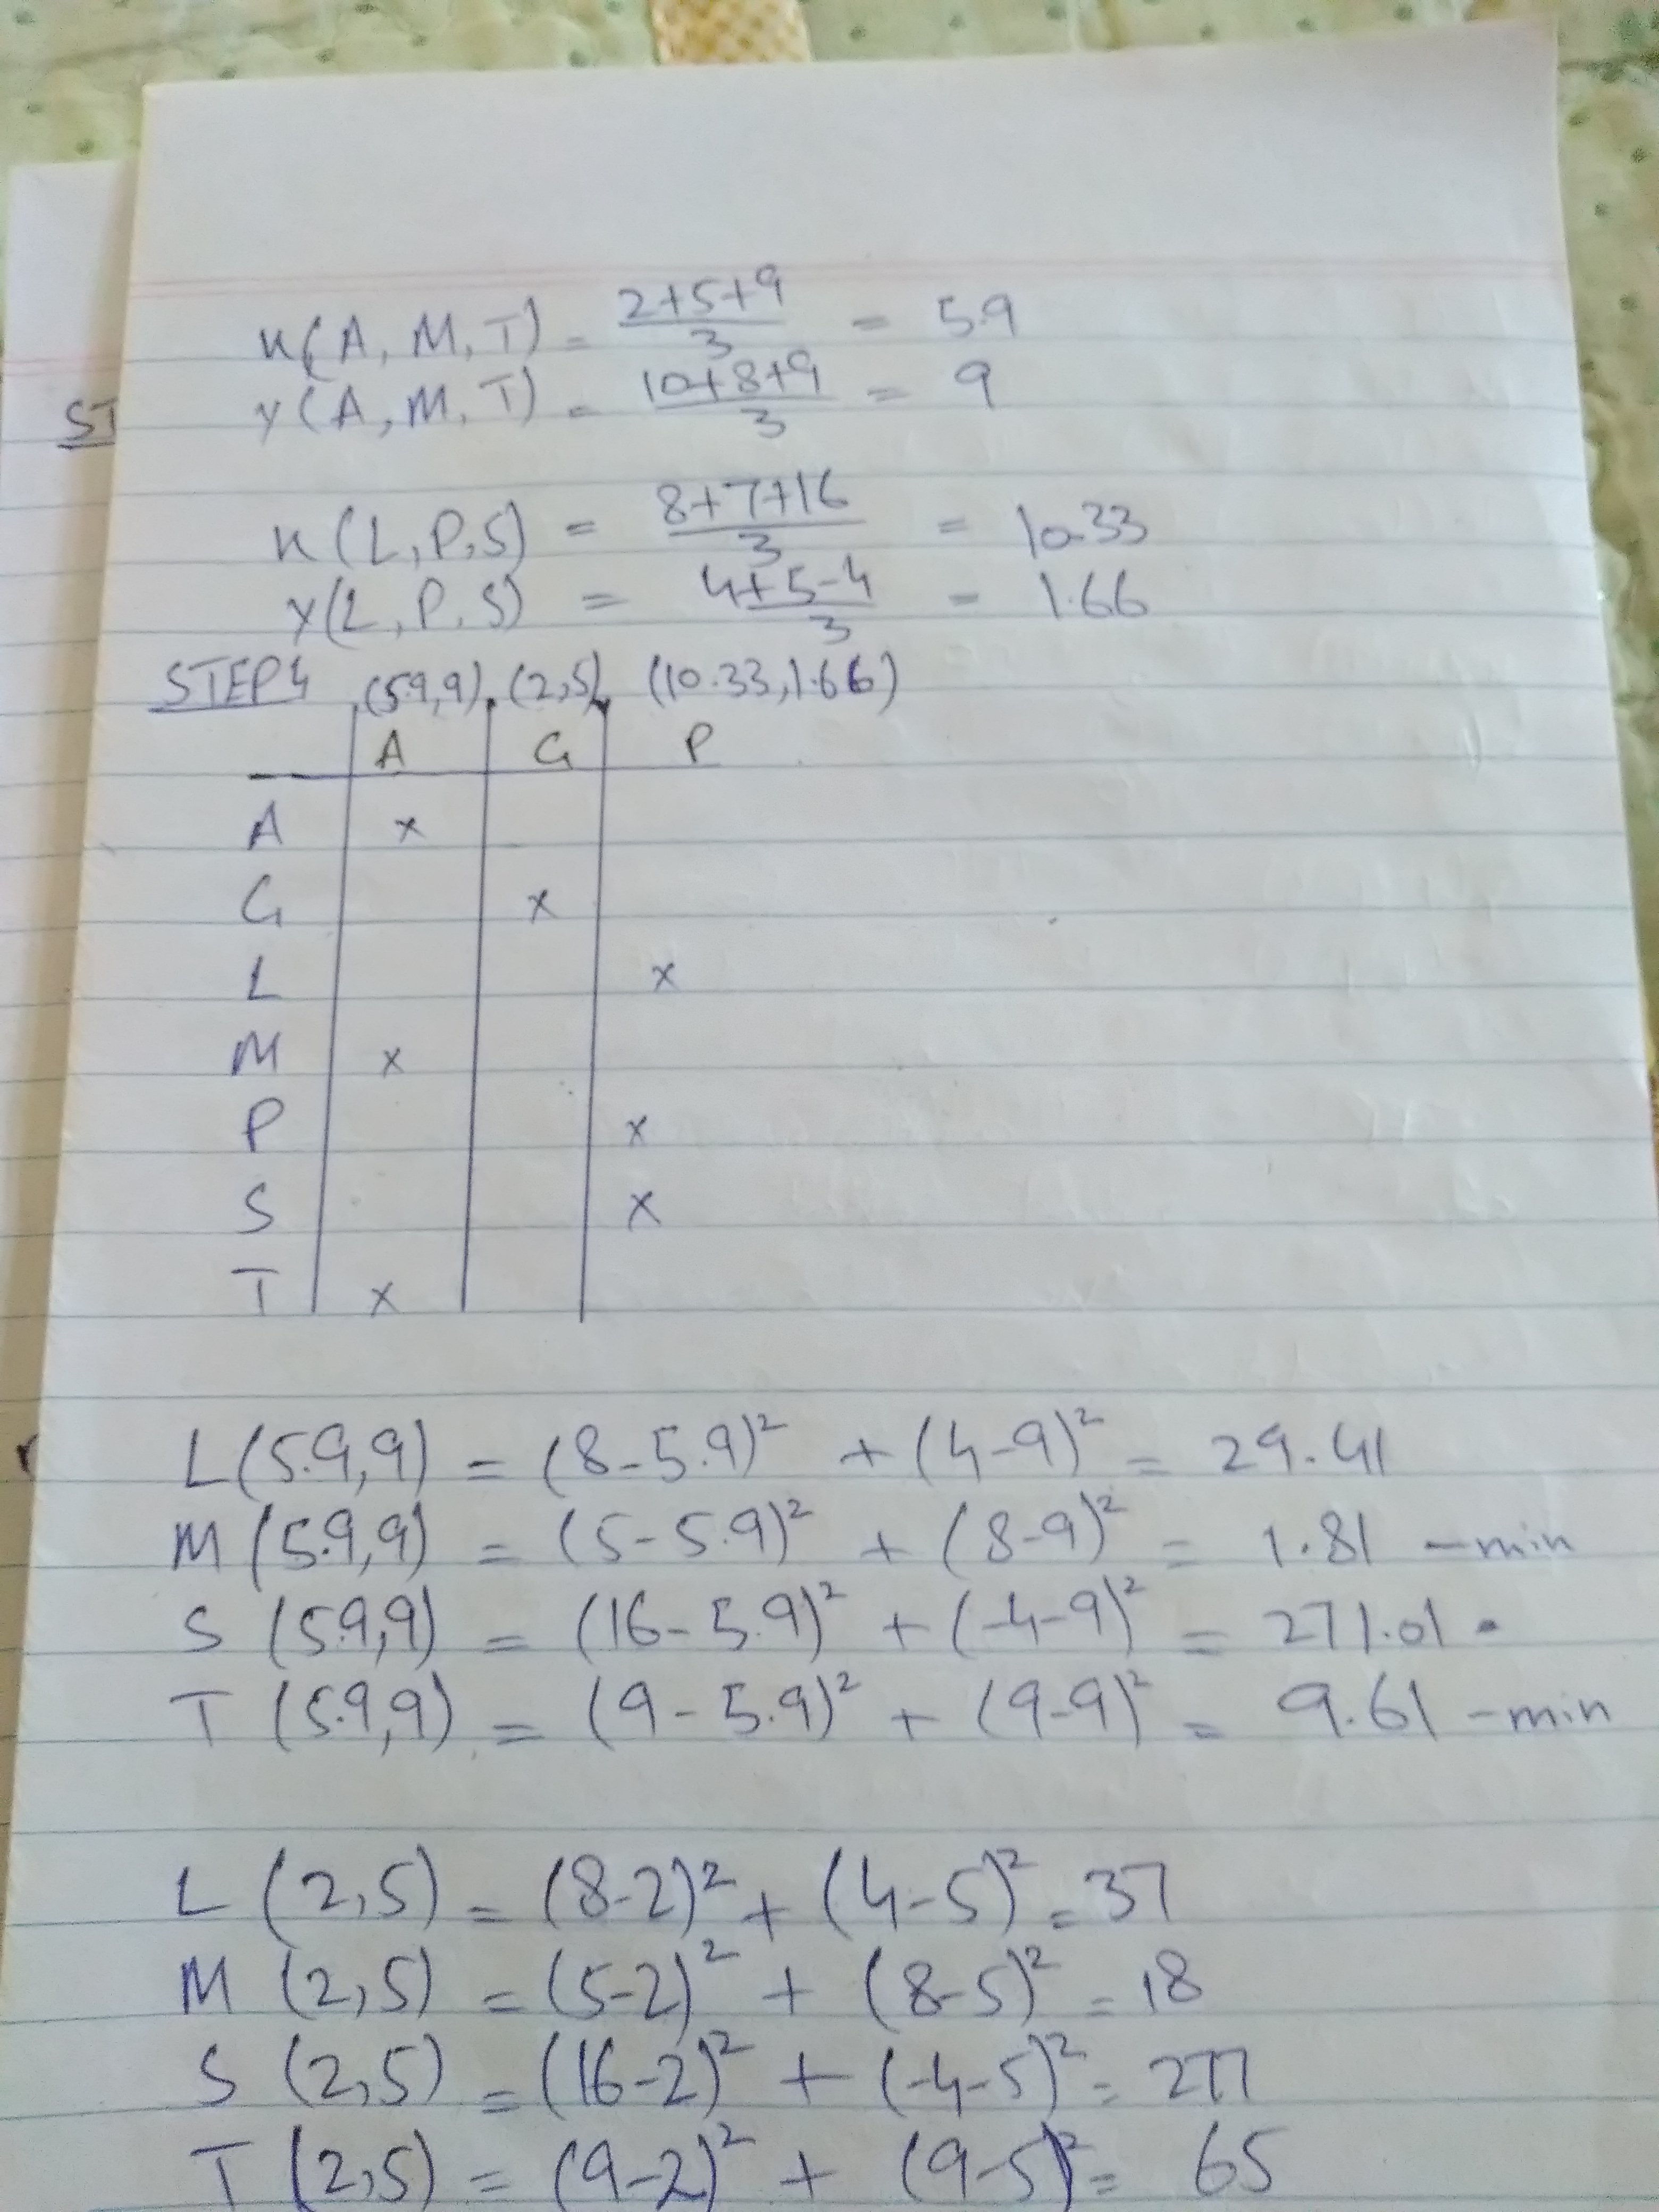 x(A, M, T) = 2+5+9/3 = 5.9
y(A, M, T) = 10+8+9/3 = 9
ST
x(L, P, S) = 8+7+16/3 = 10.33
y(L, P, S) = 4+5-4/3 = 1.66
STEP 4 (5.9,9), (2,5), (10.33,1.66)
A G P
A x
G x
L x
M x
P x
S x
T x
L(5.9,9) = (8-5.9)² + (4-9)² = 29.41
M(5.9,9) = (5-5.9)² + (8-9)² = 1.81 - min
S (5.9,9) = (16-5.9)² + (-4-9)² = 271.01
T (5.9,9) = (9-5.9)² + (9-9)² = 9.61 - min
L (2,5) = (8-2)² + (4-5)² = 37
M (2,5) = (5-2)² + (8-5)² = 18
S (2,5) = (16-2)² + (-4-5)² = 277
T (2,5) = (9-2)² + (9-5)² = 65